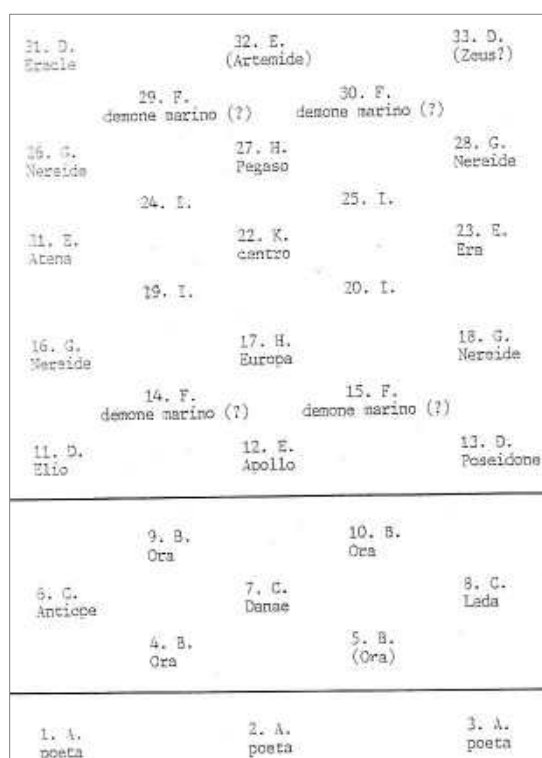 31. D. 32. E. 33. D.
Eracle (Artemide) (Zeus?)
29. F. 30. F.
demone marino (?) demone marino (?)
26. G. 27. H. 28. G.
Nereide Pegaso Nereide
24. I. 25. I.
21. E. 22. K. 23. E.
Atena centro Era
19. I. 20. I.
16. G. 17. H. 18. G.
Nereide Europa Nereide
14. F. 15. F.
demone marino (?) demone marino (?)
11. D. 12. E. 13. D.
Elio Apollo Poseidone
9. B. 10. B.
Ora Ora
6. C. 7. C. 8. C.
Antiope Danae Leda
4. B. 5. B.
Ora (Ora)
1. A. 2. A. 3. A.
poeta poeta poeta